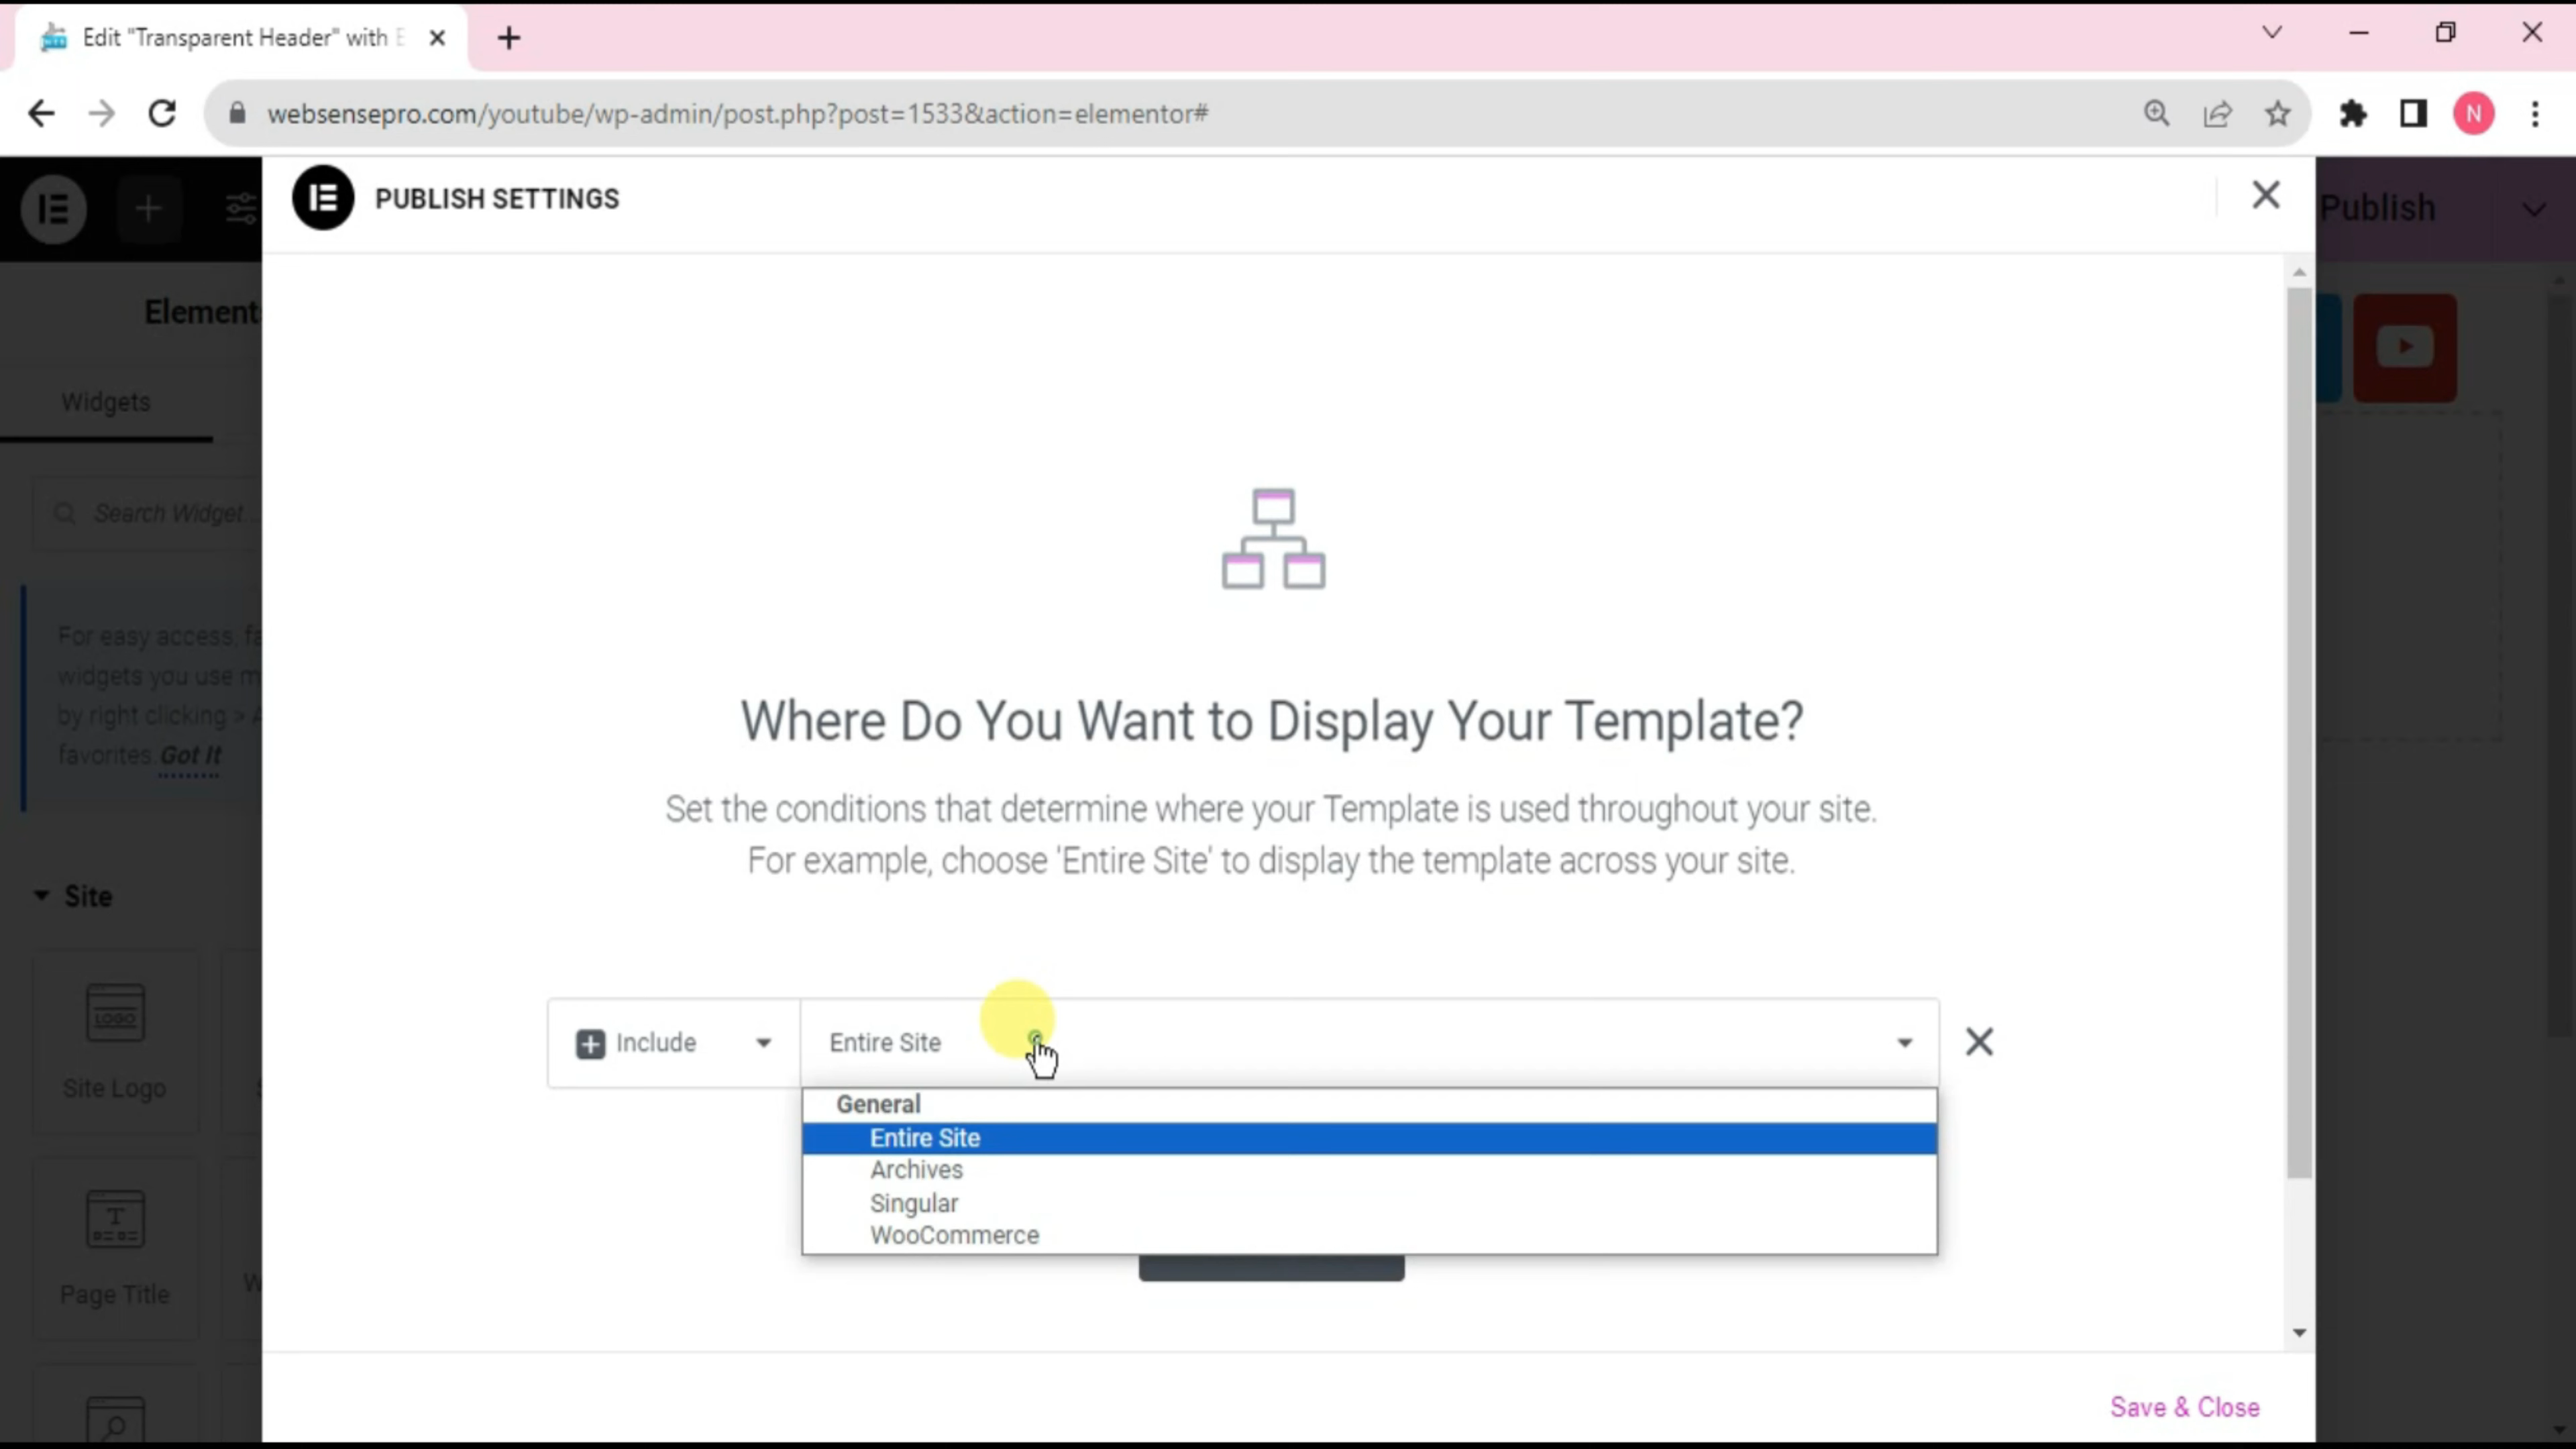 Edit "Transparent Header" with E
websensepro.com/youtube/wp-admin/post.php?post=1533&action=elementor#
N
PUBLISH SETTINGS
Publish
Element
Widgets
Search Widget
For easy access, fa
widgets you use m
by right clicking > A
favorites. Got It
Where Do You Want to Display Your Template?
Set the conditions that determine where your Template is used throughout your site.
For example, choose 'Entire Site' to display the template across your site.
Site
Include
Entire Site
LOGO
Site Logo
General
Entire Site
Archives
Singular
WooCommerce
T
Page Title
W
Save & Close